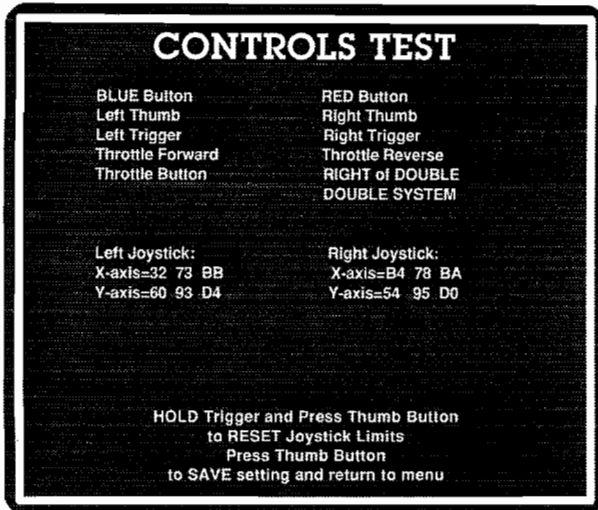 CONTROLS TEST
BLUE Button
Left Thumb
Left Trigger
Throttle Forward
Throttle Button
RED Button
Right Thumb
Right Trigger
Throttle Reverse
RIGHT of DOUBLE
DOUBLE SYSTEM
Left Joystick:
X-axis=32 73 BB
Y-axis=60 93 D4
Right Joystick:
X-axis=B4 78 BA
Y-axis=54 95 D0
HOLD Trigger and Press Thumb Button
to RESET Joystick Limits
Press Thumb Button
to SAVE setting and return to menu